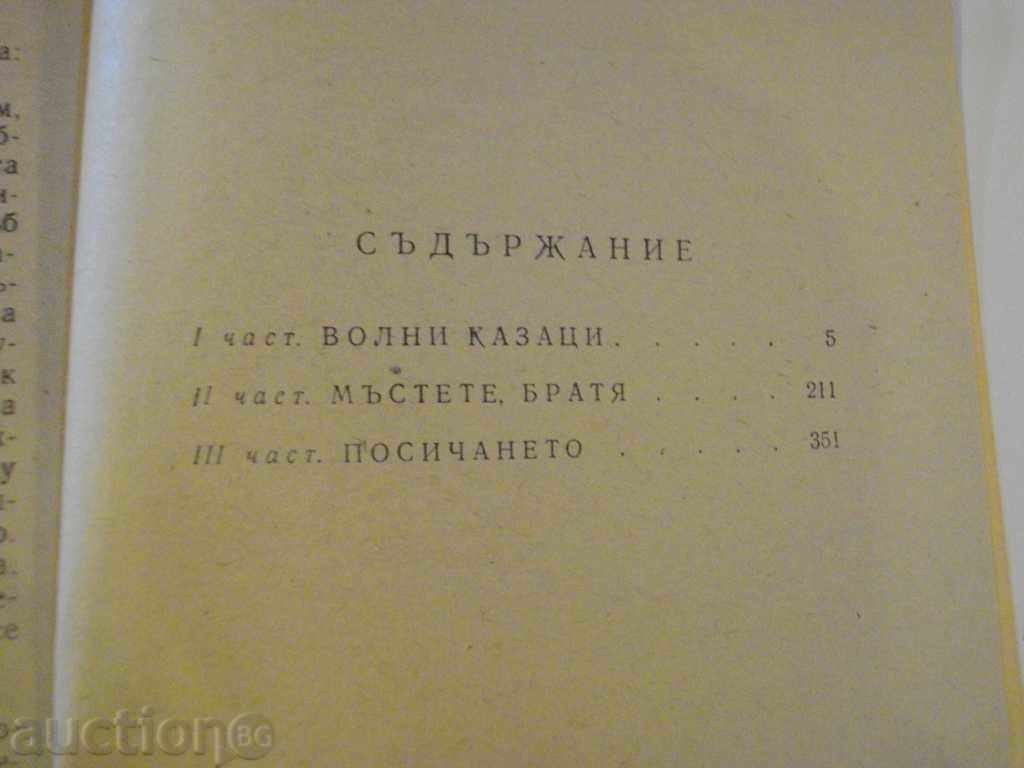 СЪДЪРЖАНИЕ
I част. ВОЛНИ КАЗАЦИ. . . . . . 5
II част. МЪСТЕТЕ, БРАТЯ . . . . 211
III част. ПОСИЧАНЕТО . . . . . . 351
auctionBG